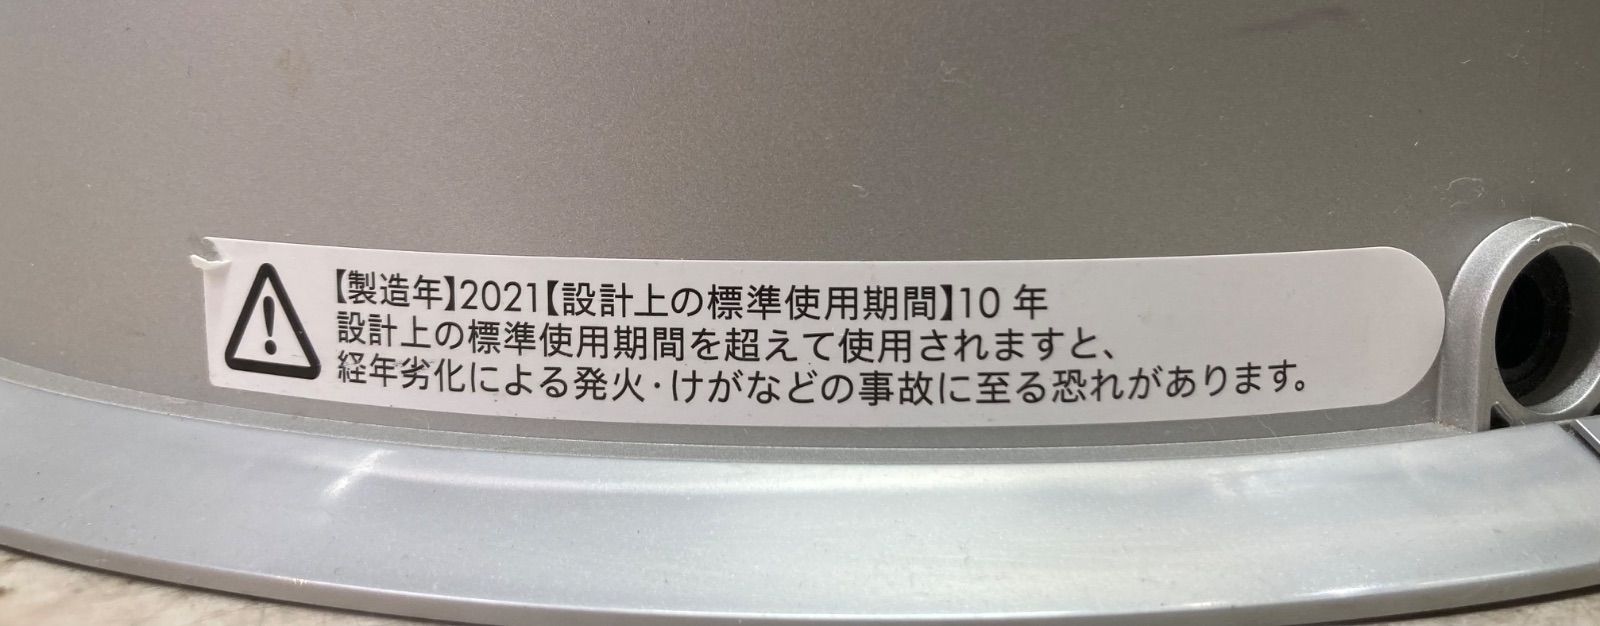 【製造年】2021【設計上の標準使用期間】10 年
設計上の標準使用期間を超えて使用されますと、
経年劣化による発火・けがなどの事故に至る恐れがあります。